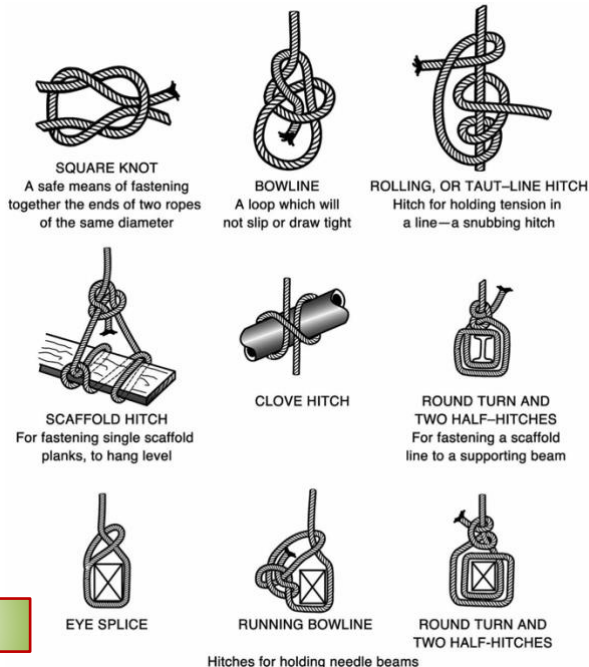 SQUARE KNOT
A safe means of fastening
together the ends of two ropes
of the same diameter
BOWLINE
A loop which will
not slip or draw tight
ROLLING, OR TAUT–LINE HITCH
Hitch for holding tension in
a line—a snubbing hitch
SCAFFOLD HITCH
For fastening single scaffold
planks, to hang level
CLOVE HITCH
ROUND TURN AND
TWO HALF–HITCHES
For fastening a scaffold
line to a supporting beam
EYE SPLICE
RUNNING BOWLINE
ROUND TURN AND
TWO HALF-HITCHES
Hitches for holding needle beams